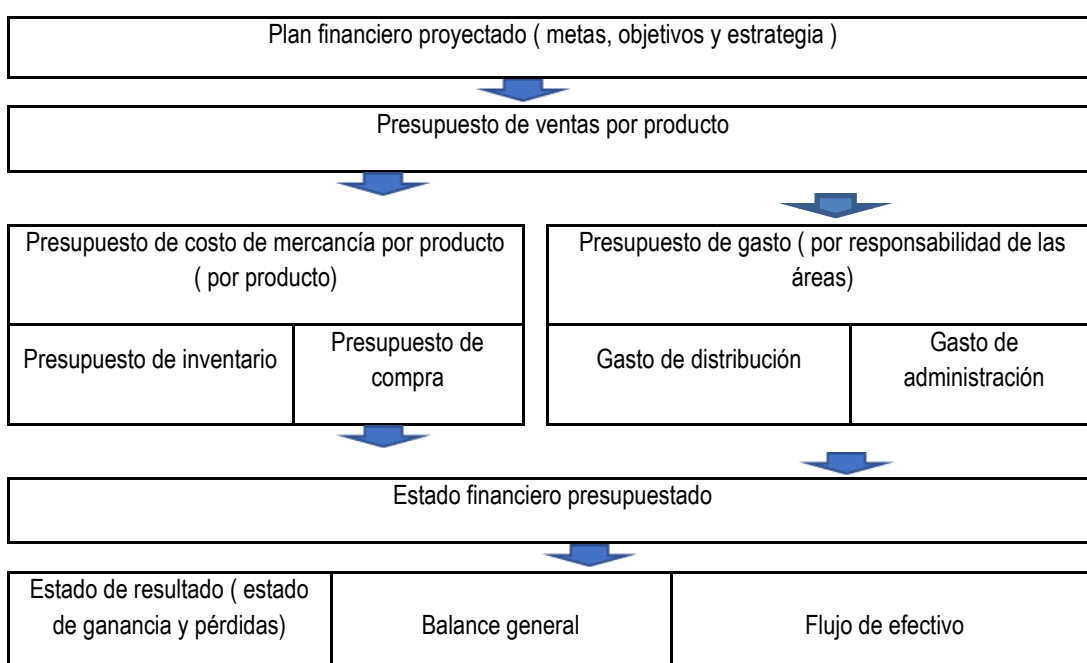 Plan financiero proyectado ( metas, objetivos y estrategia )
Presupuesto de ventas por producto
Presupuesto de costo de mercancía por producto
( por producto)
Presupuesto de gasto ( por responsabilidad de las
áreas)
Presupuesto de inventario
Presupuesto de
compra
Gasto de distribución
Gasto de
administración
Estado financiero presupuestado
Estado de resultado ( estado
de ganancia y pérdidas)
Balance general
Flujo de efectivo